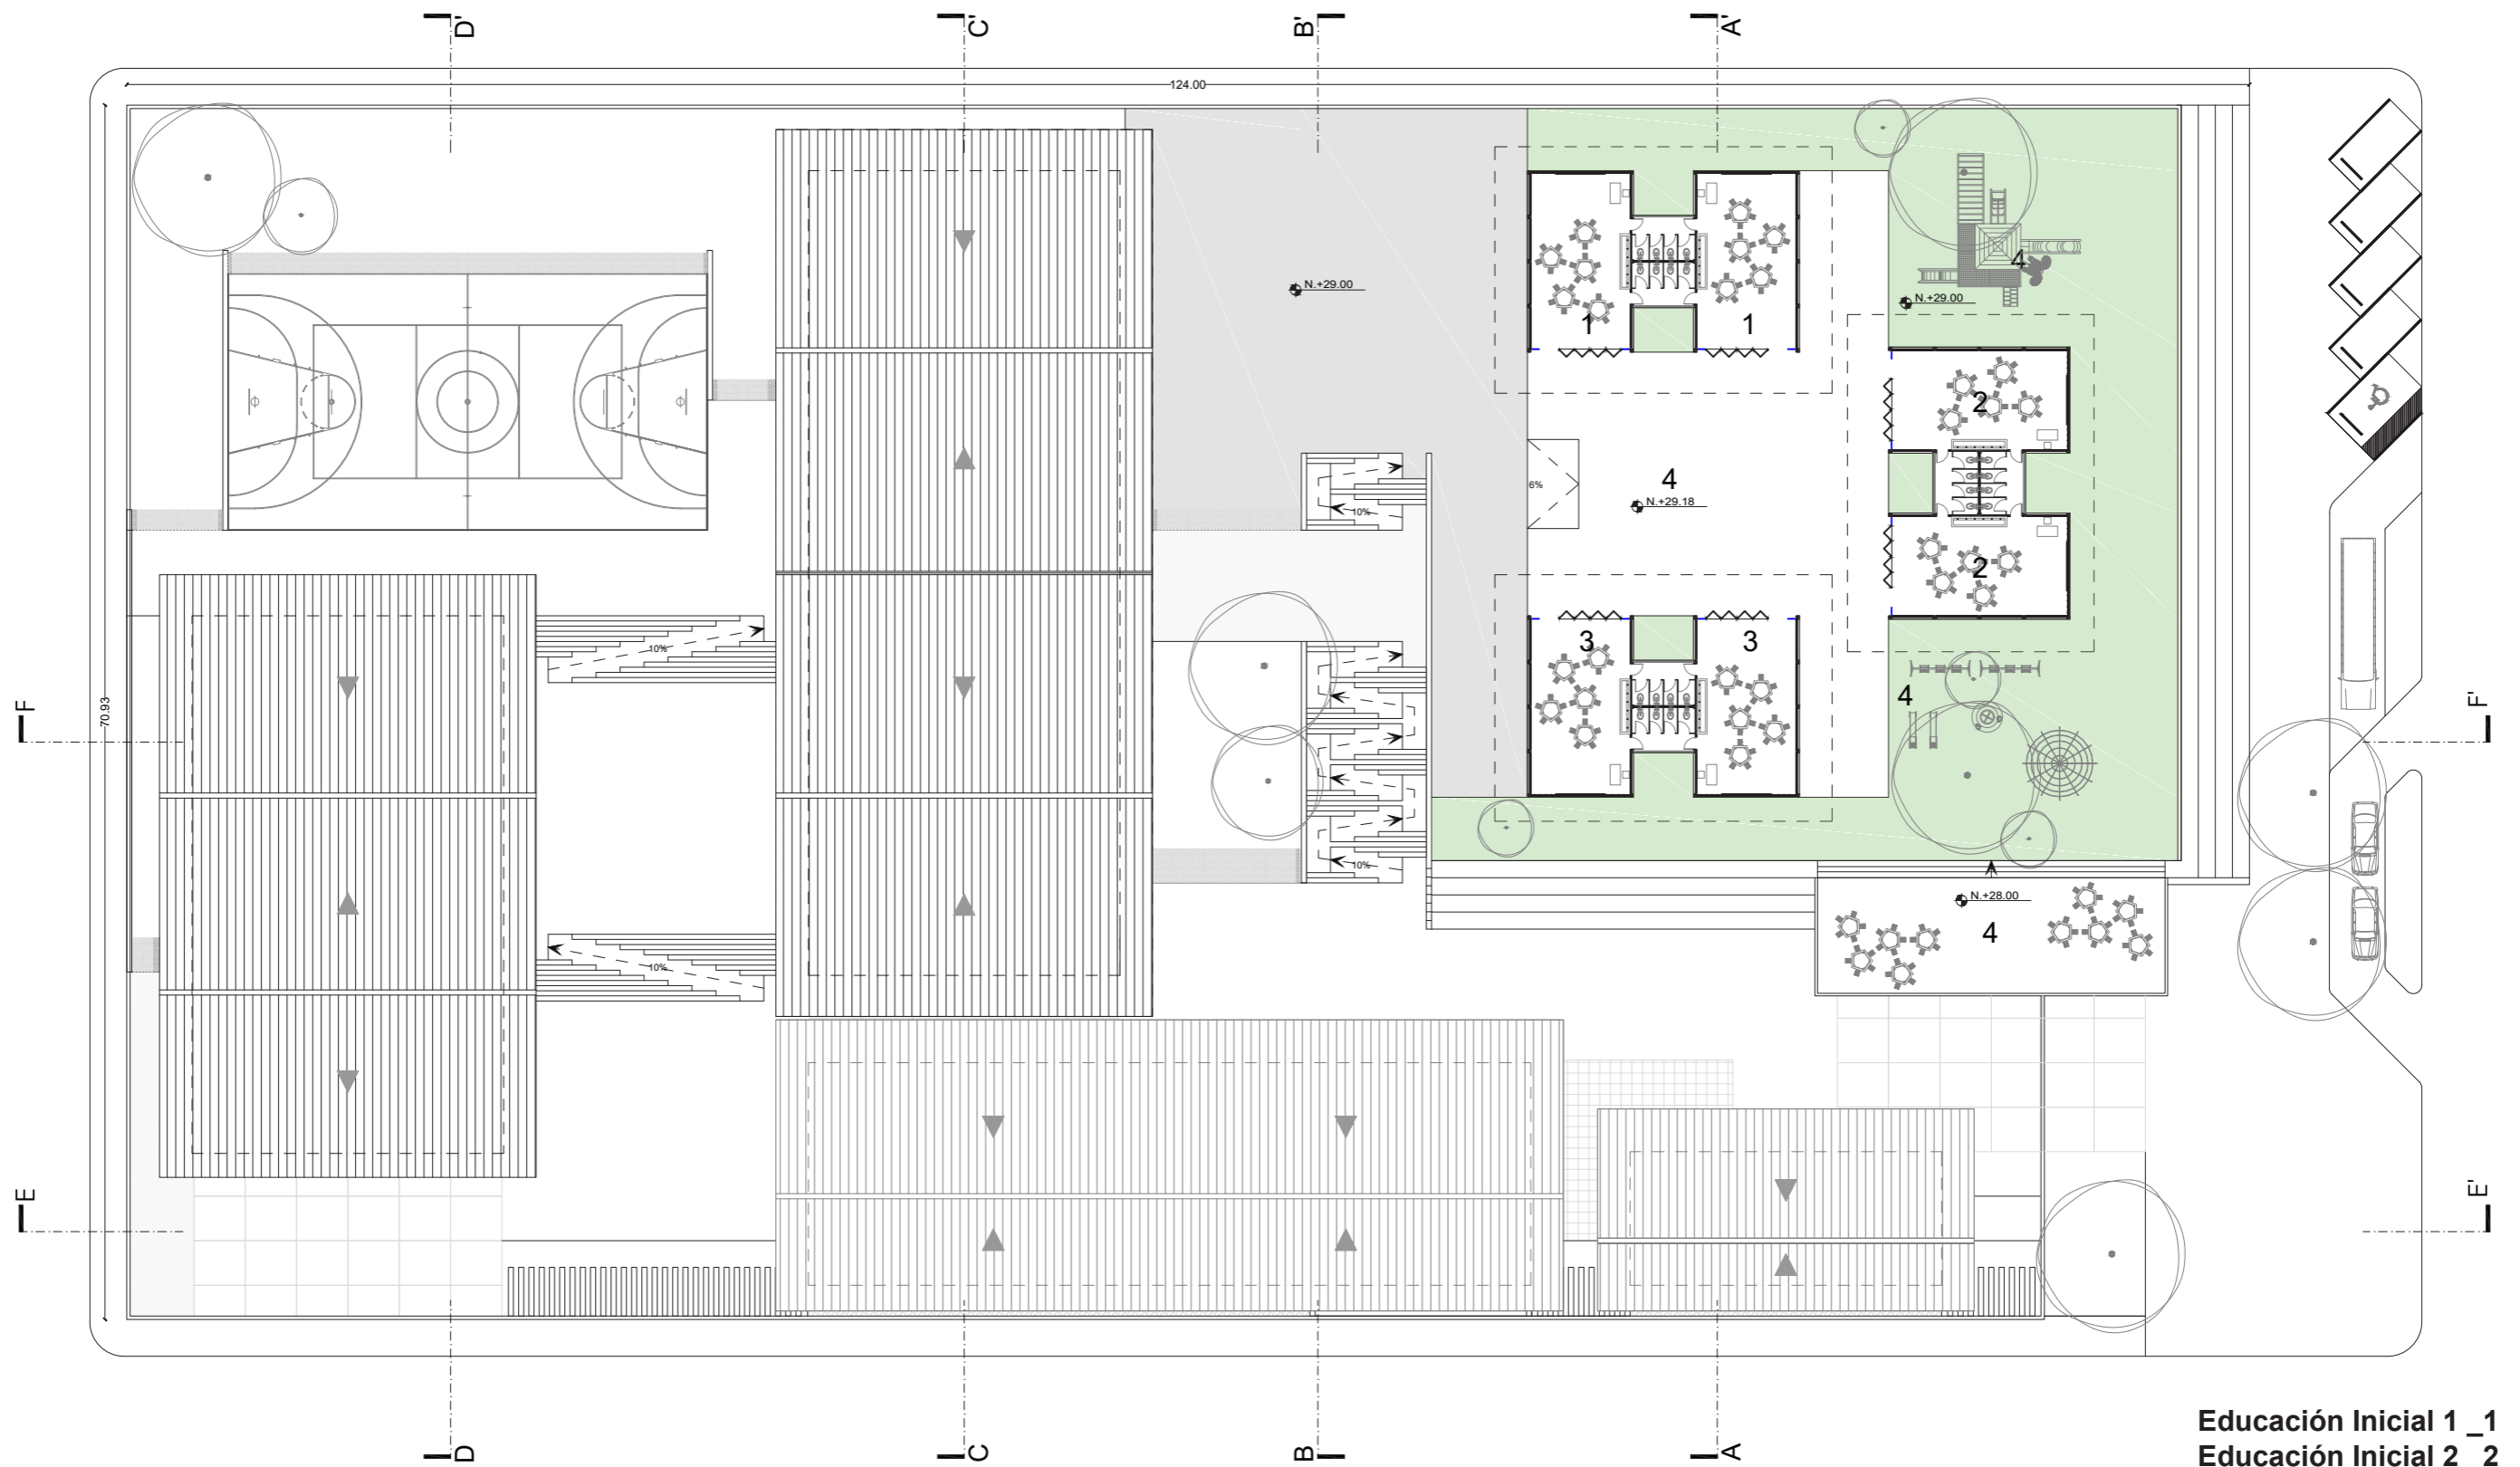 D' C' B' A'
124.00
N.+29.00
1 1
4
N.+29.00
2
4
N.+29.18
6%
10%
2
3 3
10%
4
70.93
F F'
10%
N.+28.00
4
10%
E E'
D C B A
Educación Inicial 1 _1
Educación Inicial 2 _2